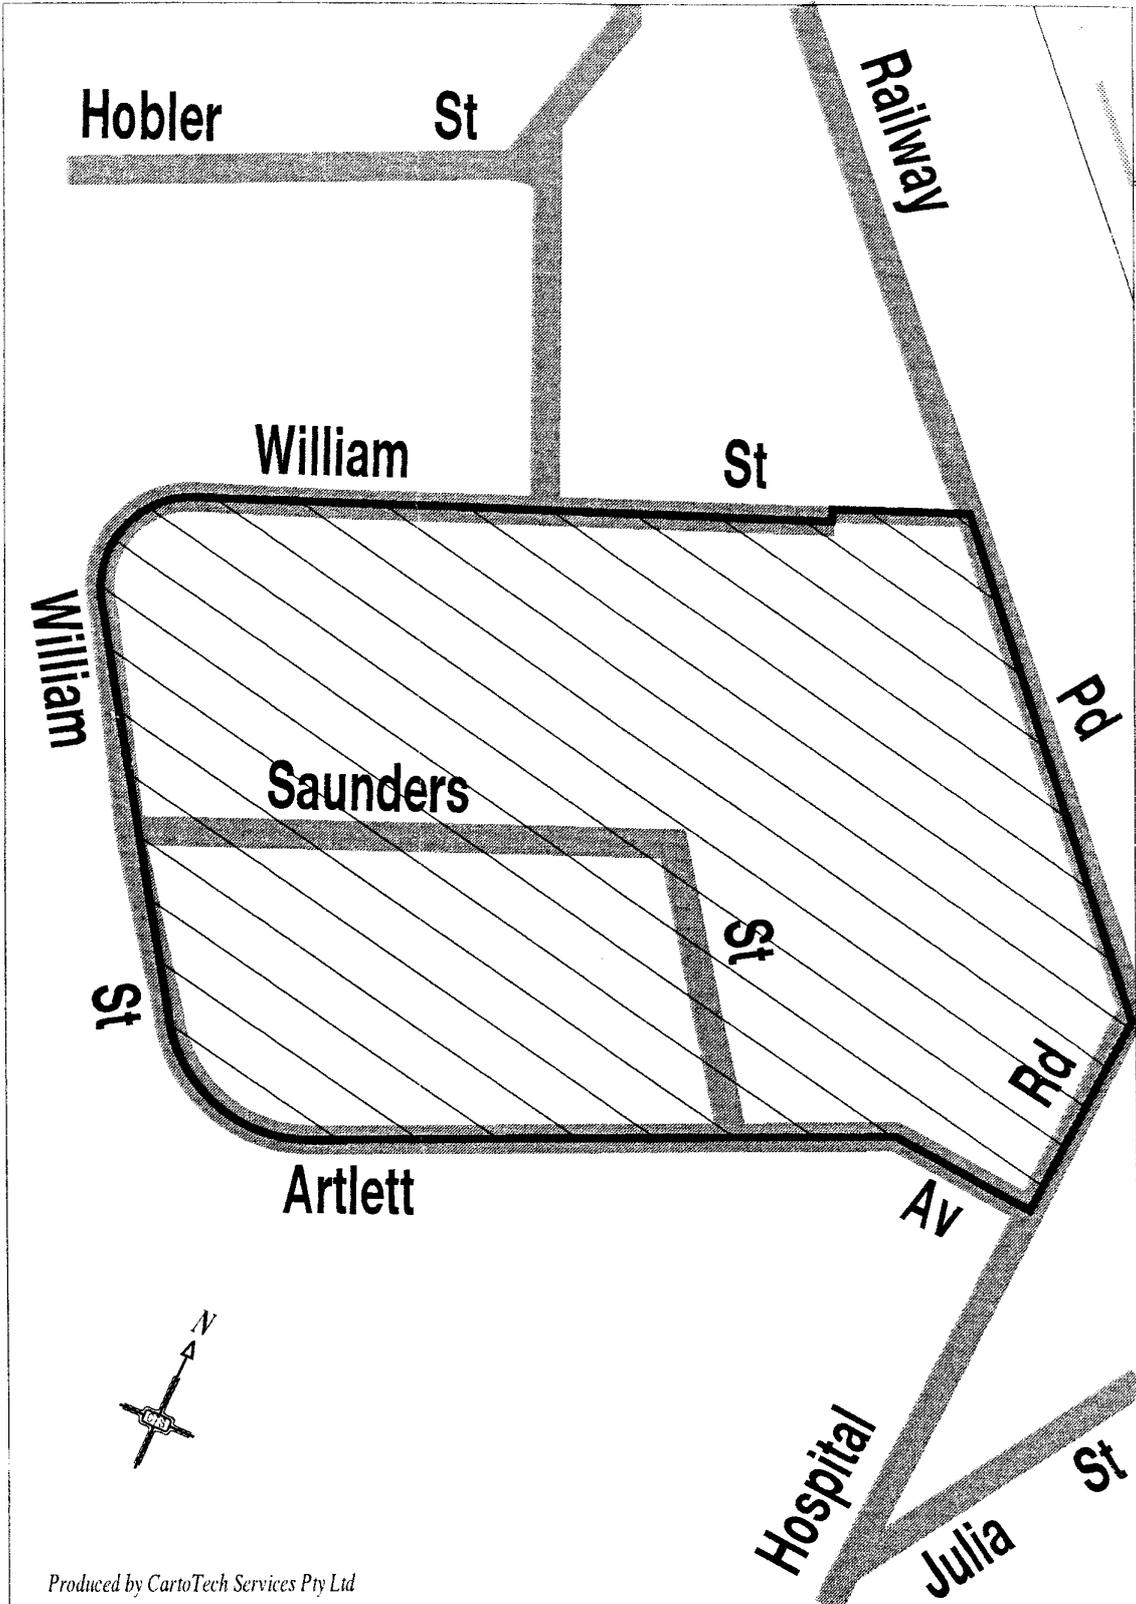 Hobler St
Railway
William St
William
Pd
Saunders
St
St
Rd
Artlett
Av
N
Hospital
St
Julia
Produced by CartoTech Services Pty Ltd